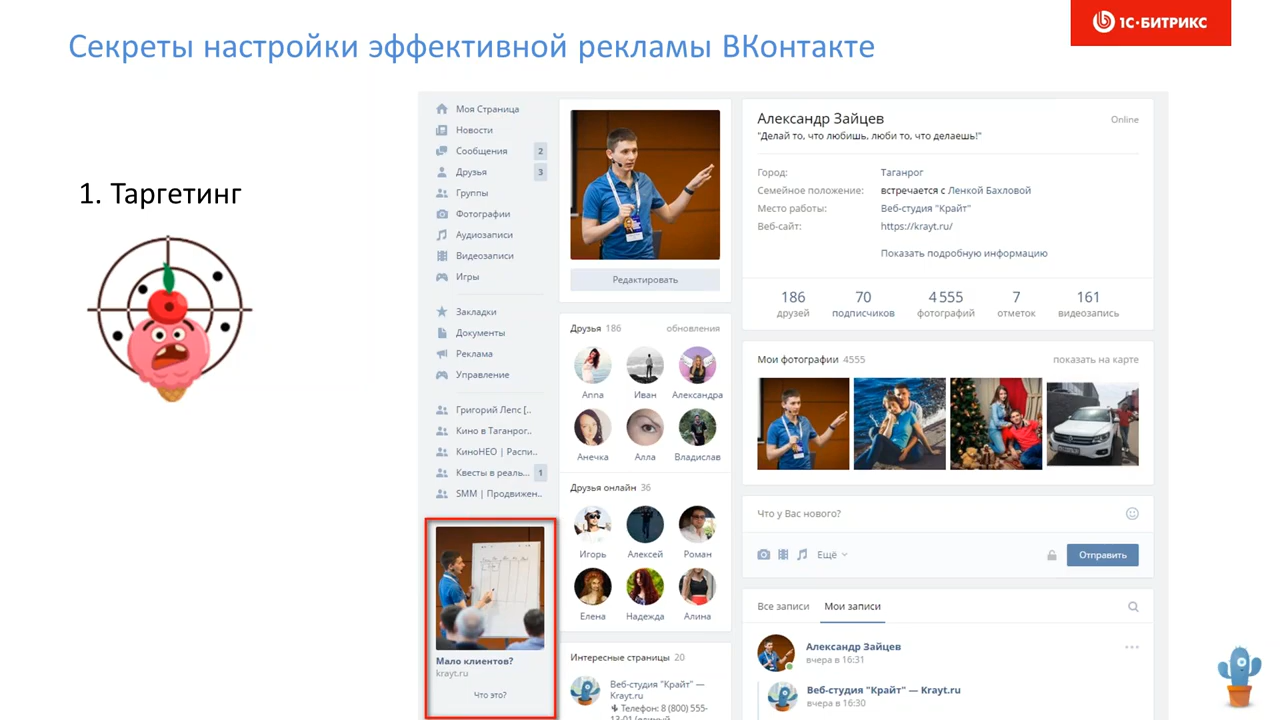 Секреты настройки эффективной рекламы ВКонтакте
1С·БИТРИКС
1. Таргетинг
Моя Страница
Новости
Сообщения 2
Друзья 3
Группы
Фотографии
Аудиозаписи
Видеозаписи
Игры
Закладки
Документы
Реклама
Управление
Григорий Лепс [..
Кино в Таганрог..
КиноНЕО | Распи..
Квесты в реаль... 1
SMM | Продвижен..
Мало клиентов?
krayt.ru
Что это?
Редактировать
Друзья 186 обновления
Anna Иван Александра
Анечка Алла Владислав
Друзья онлайн 36
Игорь Алексей Роман
Елена Надежда Алина
Интересные страницы 20
Веб-студия "Крайт" —
Krayt.ru
Телефон: 8 (800) 555-
13-01 (единый
Александр Зайцев Online
"Делай то, что любишь, люби то, что делаешь!"
Город: Таганрог
Семейное положение: встречается с Ленкой Бахловой
Место работы: Веб-студия "Крайт"
Веб-сайт: https://krayt.ru/
Показать подробную информацию
186 70 4 555 7 161
друзей подписчиков фотографий отметок видеозапись
Мои фотографии 4555 показать на карте
Что у Вас нового?
Ещё Отправить
Все записи Мои записи
Александр Зайцев
вчера в 16:31
Веб-студия "Крайт" — Krayt.ru
вчера в 16:30